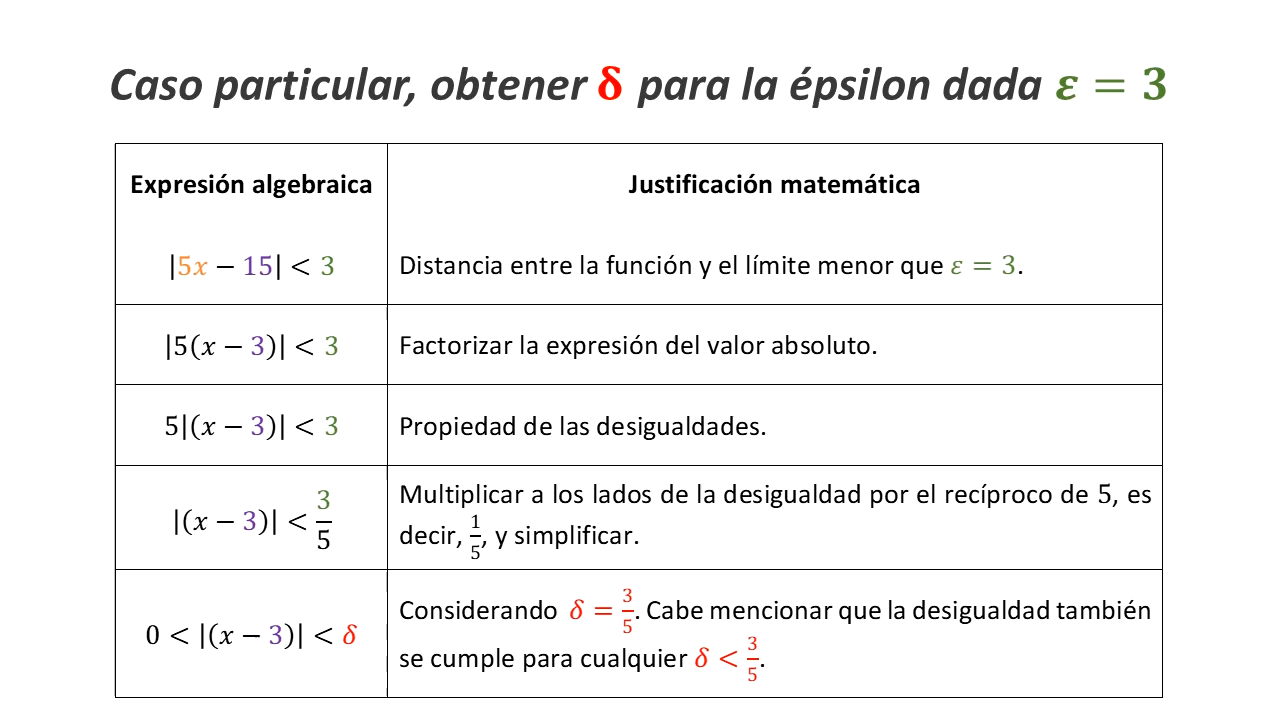 Caso particular, obtener δ para la épsilon dada ε = 3
Expresión algebraica
Justificación matemática
|5x − 15| < 3
Distancia entre la función y el límite menor que ε = 3.
|5(x − 3)| < 3
Factorizar la expresión del valor absoluto.
5|(x − 3)| < 3
Propiedad de las desigualdades.
|(x − 3)| < 3/5
Multiplicar a los lados de la desigualdad por el recíproco de 5, es
decir, 1/5, y simplificar.
0 < |(x − 3)| < δ
Considerando δ = 3/5. Cabe mencionar que la desigualdad también
se cumple para cualquier δ < 3/5.